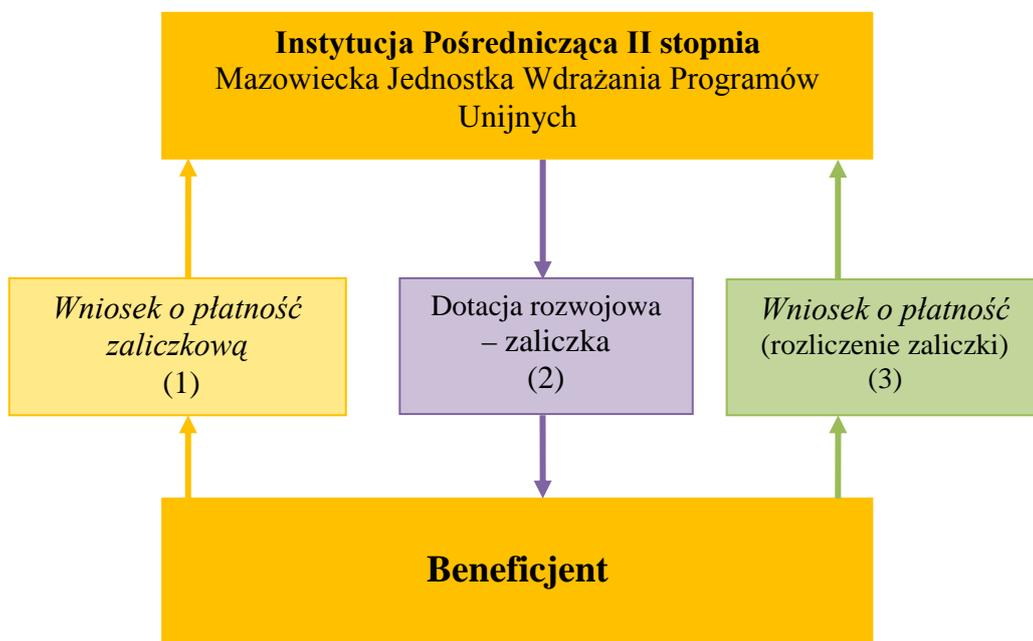 Instytucja Pośrednicząca II stopnia
Mazowiecka Jednostka Wdrażania Programów
Unijnych
Wniosek o płatność
zaliczkową
(1)
Dotacja rozwojowa
– zaliczka
(2)
Wniosek o płatność
(rozliczenie zaliczki)
(3)
Beneficjent